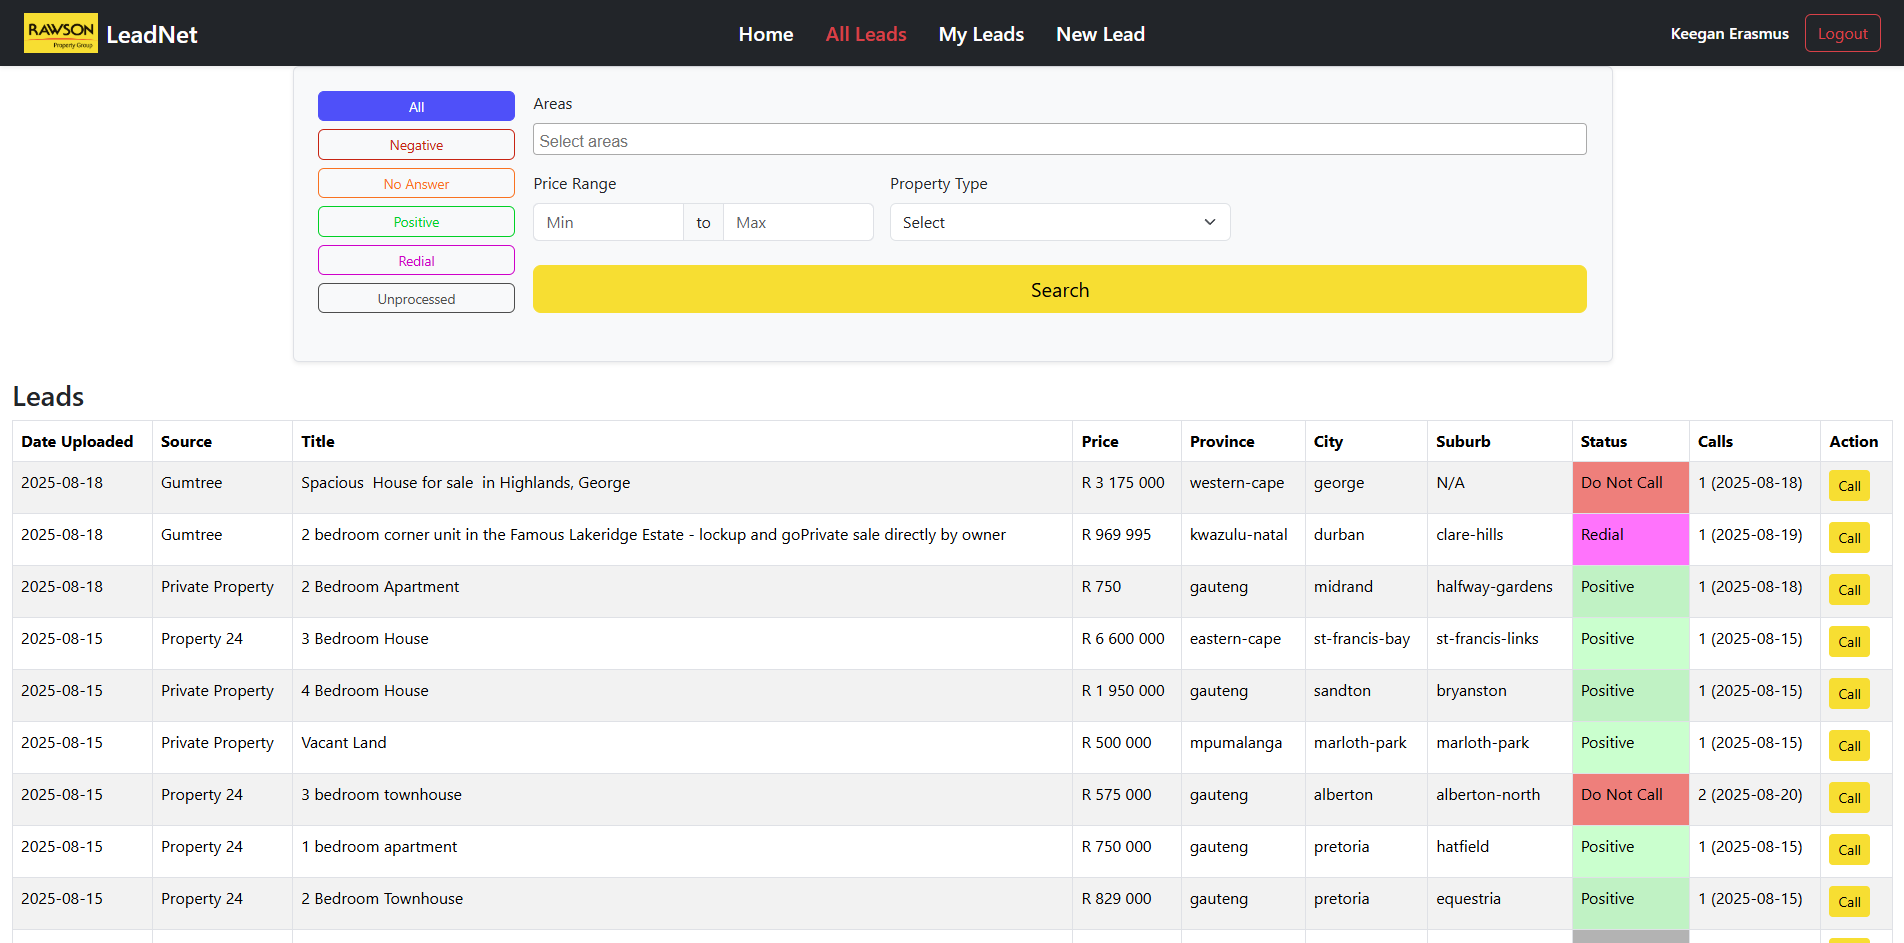 RAWSON
Property Group
LeadNet
Home
All Leads
My Leads
New Lead
Keegan Erasmus
Logout
All
Negative
No Answer
Positive
Redial
Unprocessed
Areas
Select areas
Price Range
Property Type
Min
to
Max
Select
Search
Leads
Date Uploaded Source Title Price Province City Suburb Status Calls Action
2025-08-18 Gumtree Spacious  House for sale  in Highlands, George R 3 175 000 western-cape george N/A Do Not Call 1 (2025-08-18) Call
2025-08-18 Gumtree 2 bedroom corner unit in the Famous Lakeridge Estate - lockup and goPrivate sale directly by owner R 969 995 kwazulu-natal durban clare-hills Redial 1 (2025-08-19) Call
2025-08-18 Private Property 2 Bedroom Apartment R 750 gauteng midrand halfway-gardens Positive 1 (2025-08-18) Call
2025-08-15 Property 24 3 Bedroom House R 6 600 000 eastern-cape st-francis-bay st-francis-links Positive 1 (2025-08-15) Call
2025-08-15 Private Property 4 Bedroom House R 1 950 000 gauteng sandton bryanston Positive 1 (2025-08-15) Call
2025-08-15 Private Property Vacant Land R 500 000 mpumalanga marloth-park marloth-park Positive 1 (2025-08-15) Call
2025-08-15 Property 24 3 bedroom townhouse R 575 000 gauteng alberton alberton-north Do Not Call 2 (2025-08-20) Call
2025-08-15 Property 24 1 bedroom apartment R 750 000 gauteng pretoria hatfield Positive 1 (2025-08-15) Call
2025-08-15 Property 24 2 Bedroom Townhouse R 829 000 gauteng pretoria equestria Positive 1 (2025-08-15) Call